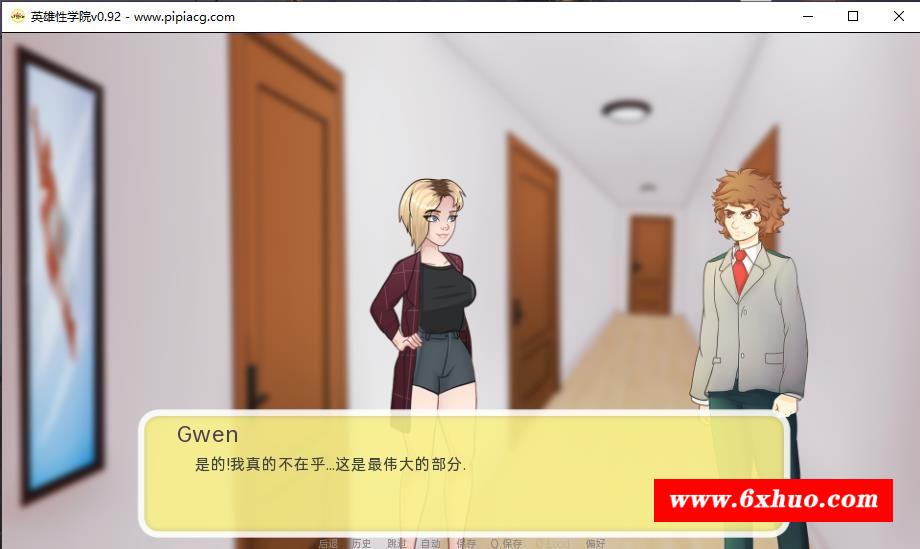 英雄性学院v0.92 - www.pipiacg.com
Gwen
是的!我真的不在乎...这是最伟大的部分.
www.6xhuo.com
后退 历史 跳过 自动 保存 Q.保存 偏好